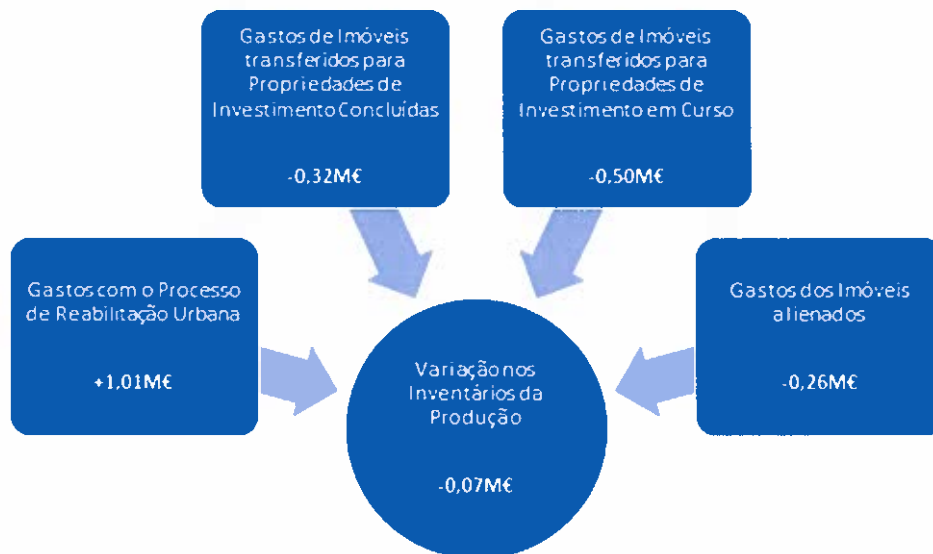 Gastos de Imóveis
transferidos para
Propriedades de
Investimento Concluídas
-0,32M€
Gastos de Imóveis
transferidos para
Propriedades de
Investimento em Curso
-0,50M€
Gastos com o Processo
de Reabilitação Urbana
+1,01M€
Gastos dos Imóveis
alienados
-0,26M€
Variação nos
Inventários da
Produção
-0,07M€